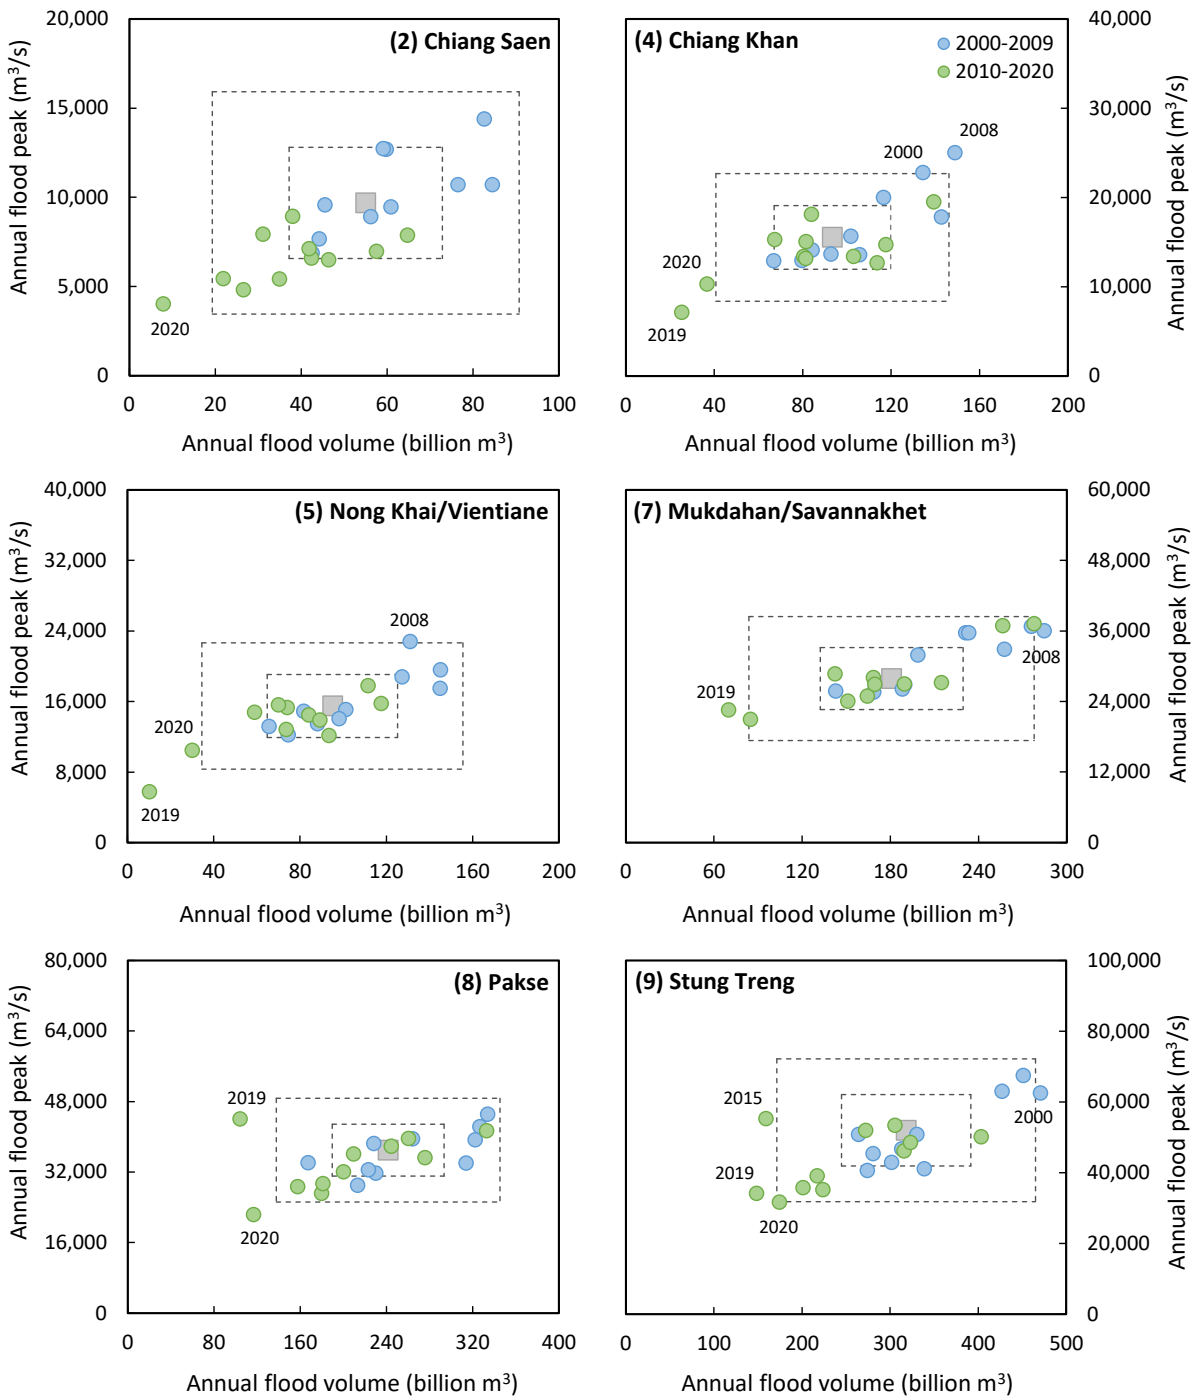 (2) Chiang Saen
Annual flood peak (m³/s)
20,000
15,000
10,000
5,000
0
2020
0 20 40 60 80 100
Annual flood volume (billion m³)
(4) Chiang Khan
2000-2009
2010-2020
2008
2000
2020
2019
40,000
30,000
20,000
10,000
0
Annual flood peak (m³/s)
0 40 80 120 160 200
Annual flood volume (billion m³)
(5) Nong Khai/Vientiane
Annual flood peak (m³/s)
40,000
32,000
24,000
16,000
8,000
0
2008
2020
2019
0 40 80 120 160 200
Annual flood volume (billion m³)
(7) Mukdahan/Savannakhet
2019
2008
60,000
48,000
36,000
24,000
12,000
0
Annual flood peak (m³/s)
0 60 120 180 240 300
Annual flood volume (billion m³)
(8) Pakse
Annual flood peak (m³/s)
80,000
64,000
48,000
32,000
16,000
0
2019
2020
0 80 160 240 320 400
Annual flood volume (billion m³)
(9) Stung Treng
2015
2000
2019
2020
100,000
80,000
60,000
40,000
20,000
0
Annual flood peak (m³/s)
0 100 200 300 400 500
Annual flood volume (billion m³)